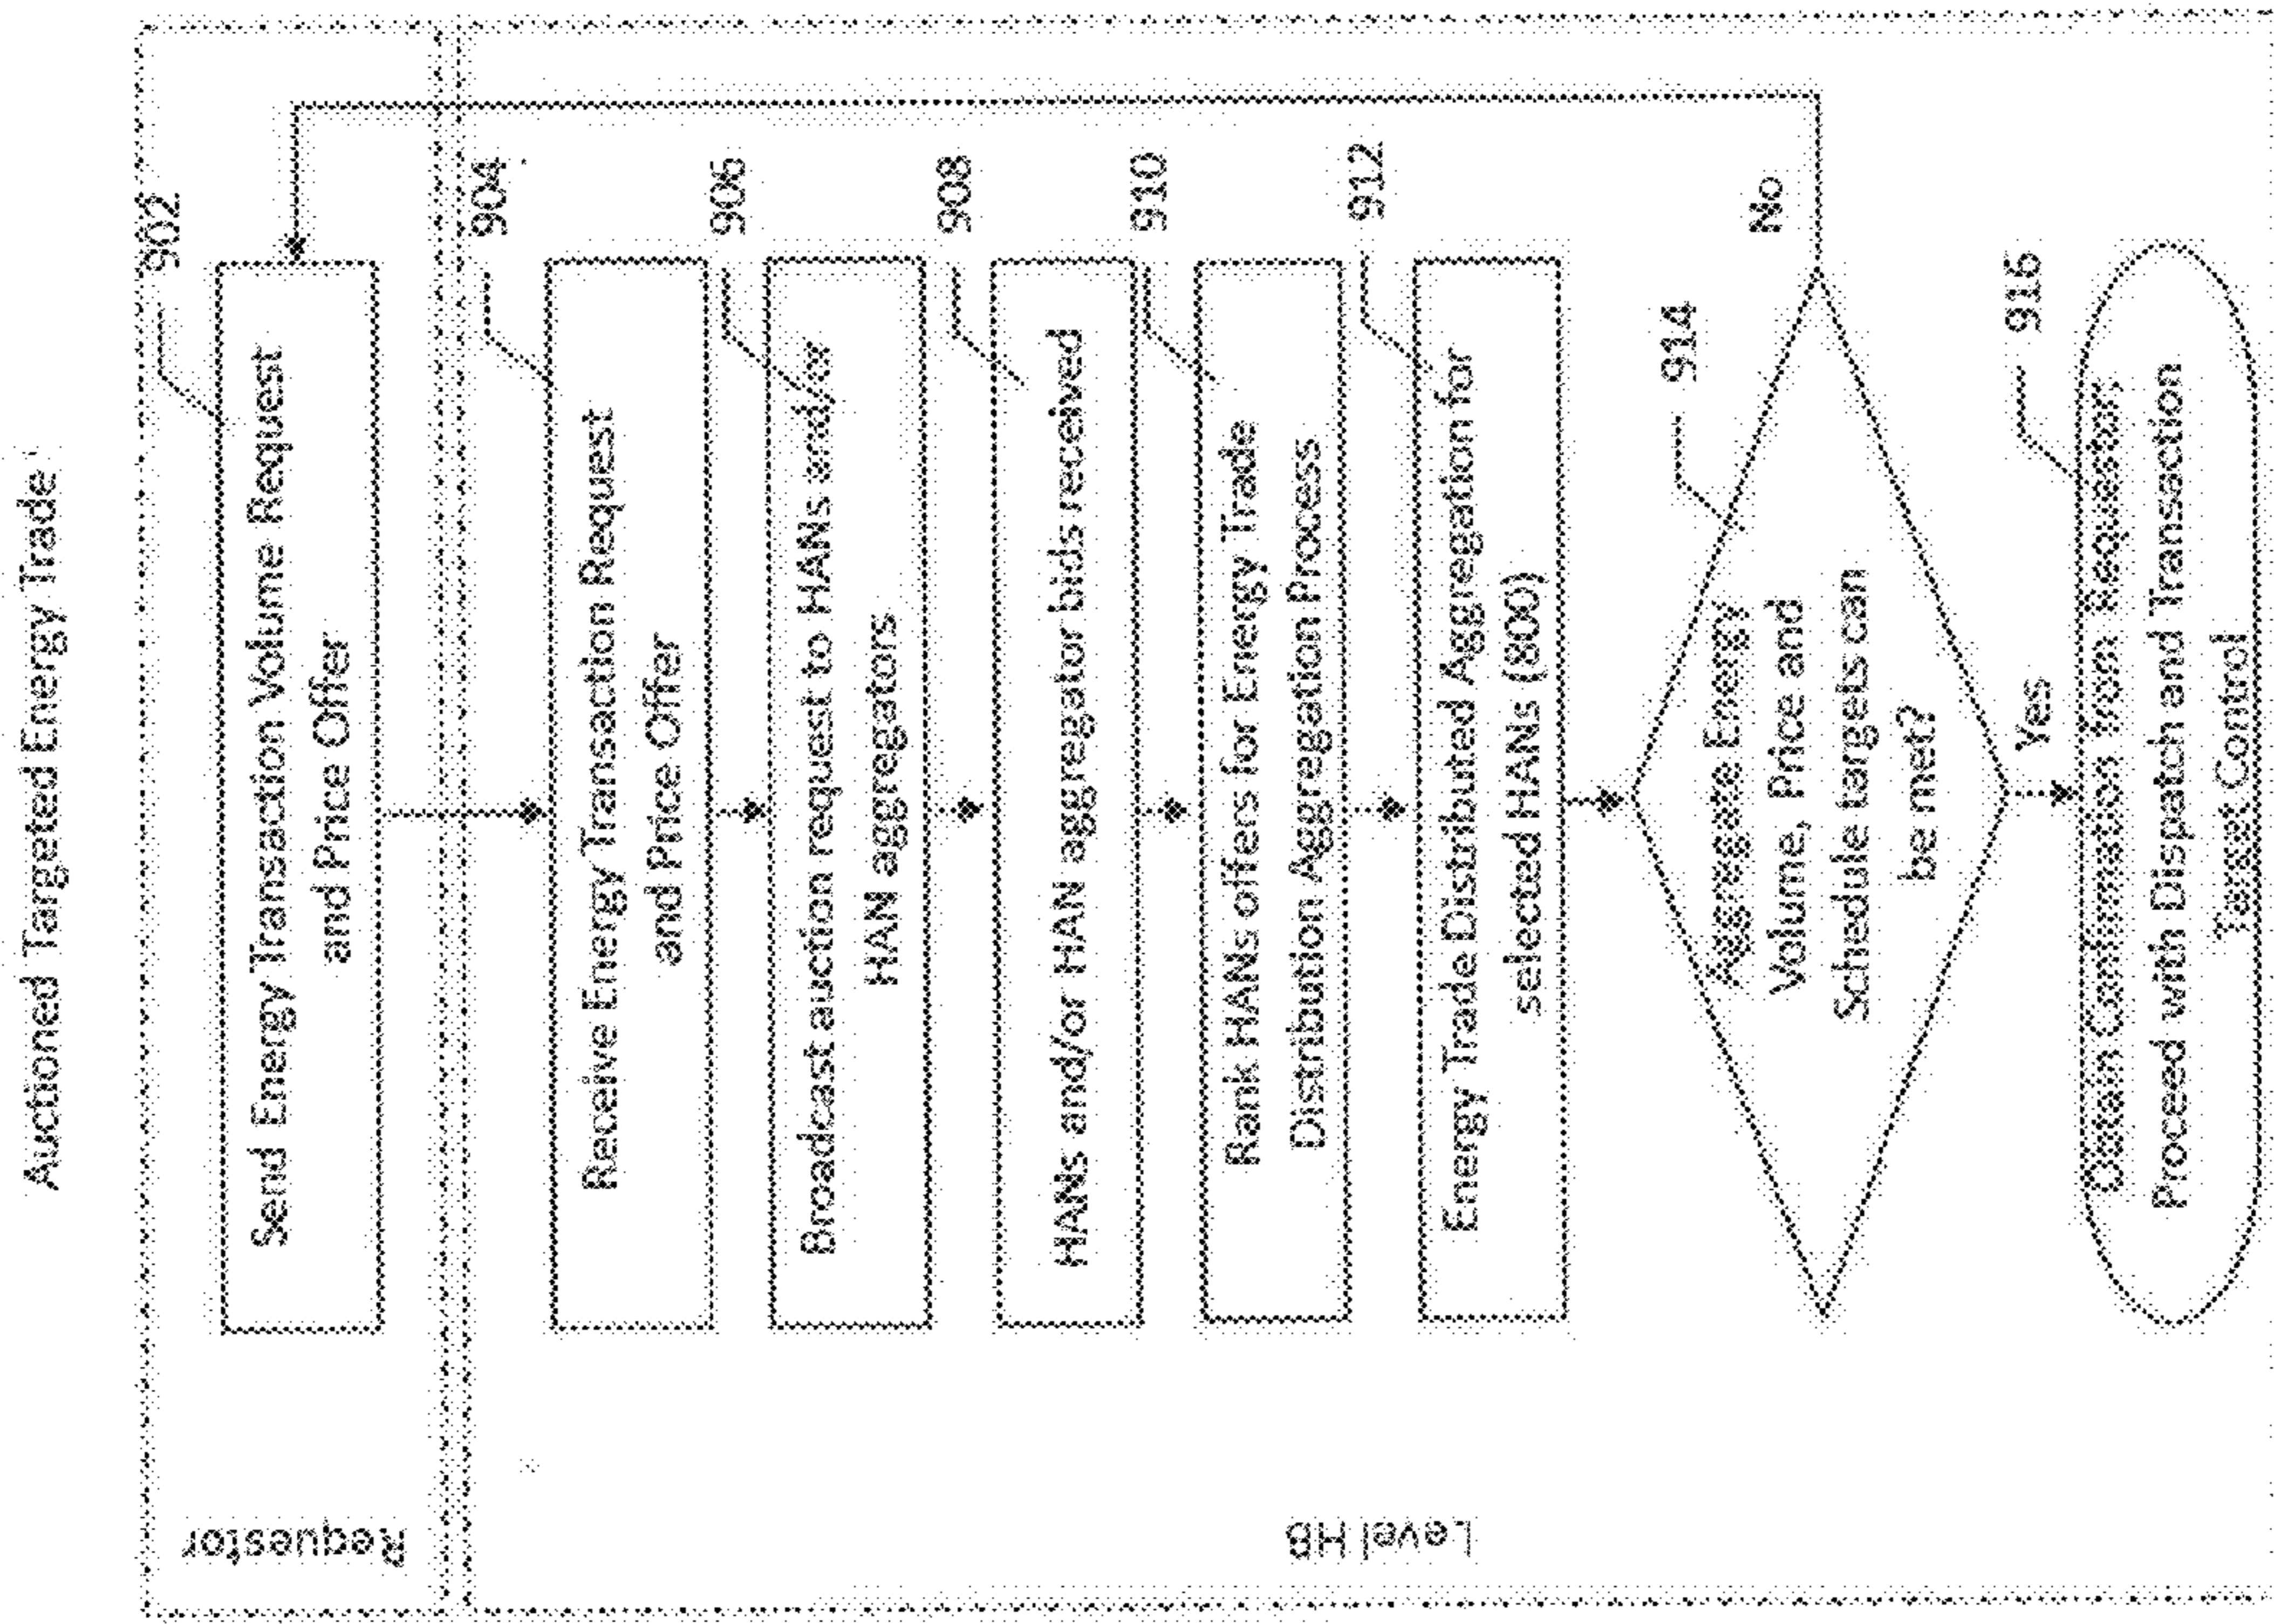 Auctioned Targeted Energy Trade
Requestor
902
Send Energy Transaction Volume Request
and Price Offer
Level HB
904
Receive Energy Transaction Request
and Price Offer
906
Broadcast auction request to HANs and/or
HAN aggregators
908
HANs and/or HAN aggregator bids received
910
Rank HANs offers for Energy Trade
Distribution Aggregation Process
912
Energy Trade Distributed Aggregation for
selected HANs (800)
914
Aggregate Energy
Volume, Price and
Schedule targets can
be met?
No
Yes
916
Obtain Confirmation from Requestor;
Proceed with Dispatch and Transaction
Target Control